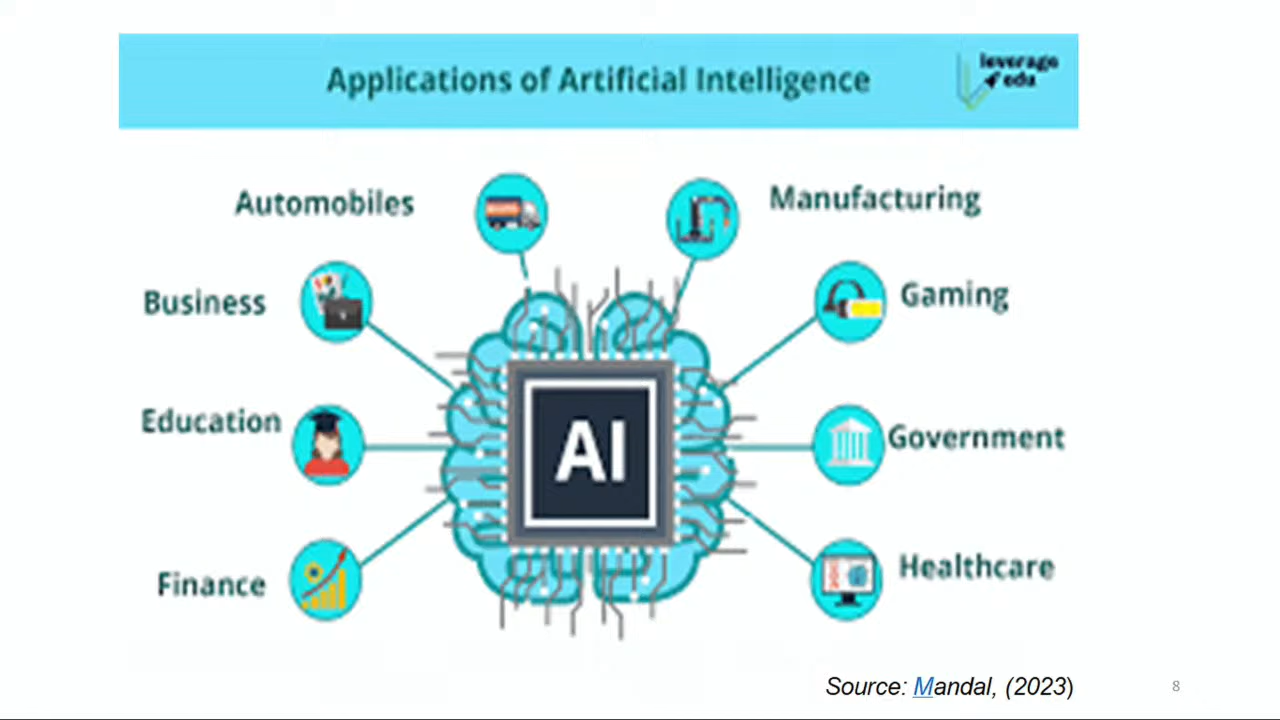 Applications of Artificial Intelligence
leverage
edu
Automobiles
Manufacturing
Business
Gaming
Education
Government
AI
Finance
Healthcare
Source: Mandal, (2023)
8